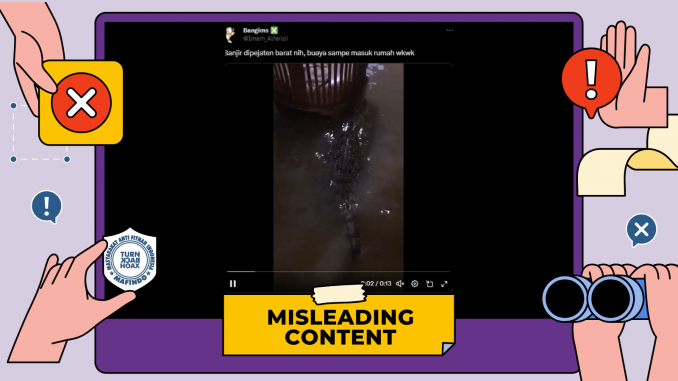 Bangims
@Emam_Alfarizii
Banjir dipejaten barat nih, buaya sampe masuk rumah wkwk
0:02 / 0:13
MASYARAKAT ANTI FITNAH INDONESIA
TURN
BACK
HOAX
MAFINDO
MISLEADING
CONTENT